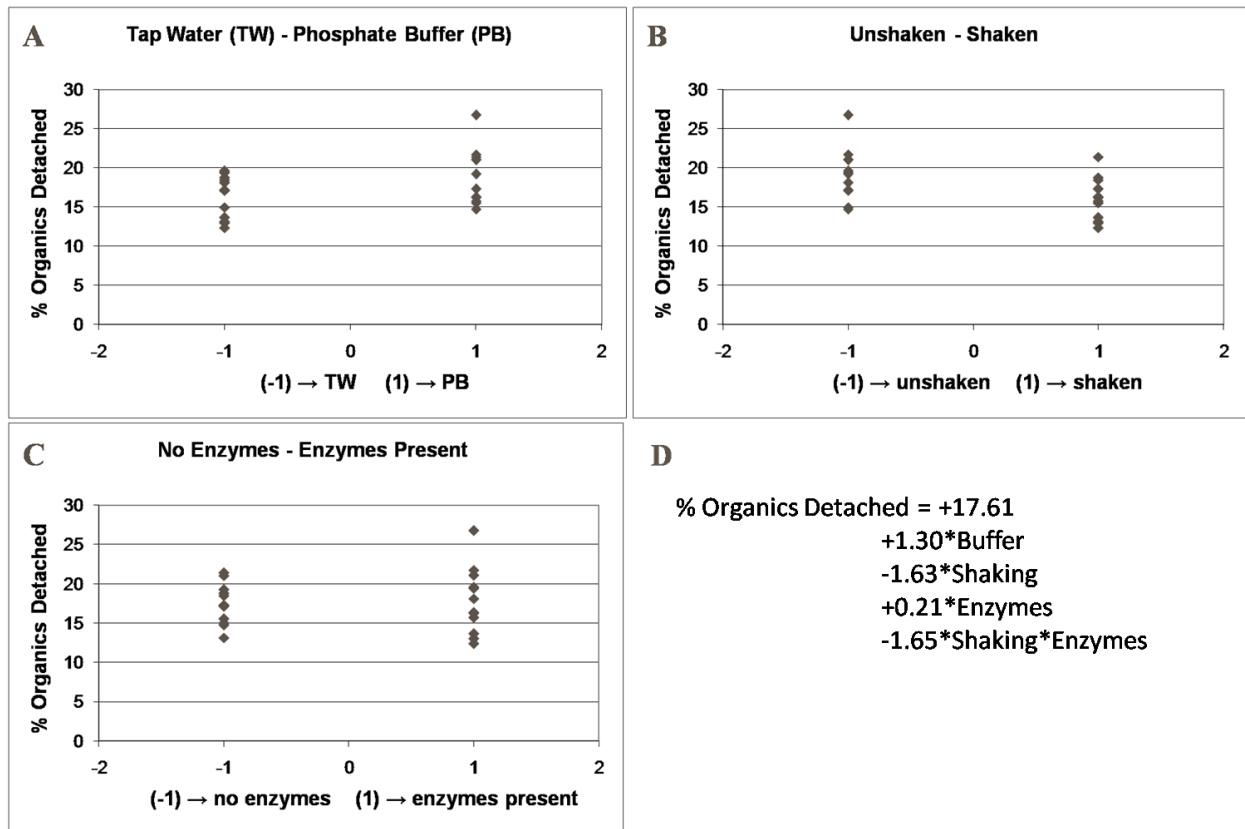 A
Tap Water (TW) - Phosphate Buffer (PB)
% Organics Detached
30
25
20
15
10
5
0
-2 -1 0 1 2
(-1) → TW (1) → PB
B
Unshaken - Shaken
% Organics Detached
30
25
20
15
10
5
0
-2 -1 0 1 2
(-1) → unshaken (1) → shaken
C
No Enzymes - Enzymes Present
% Organics Detached
30
25
20
15
10
5
0
-2 -1 0 1 2
(-1) → no enzymes (1) → enzymes present
D
% Organics Detached = +17.61
+1.30*Buffer
-1.63*Shaking
+0.21*Enzymes
-1.65*Shaking*Enzymes